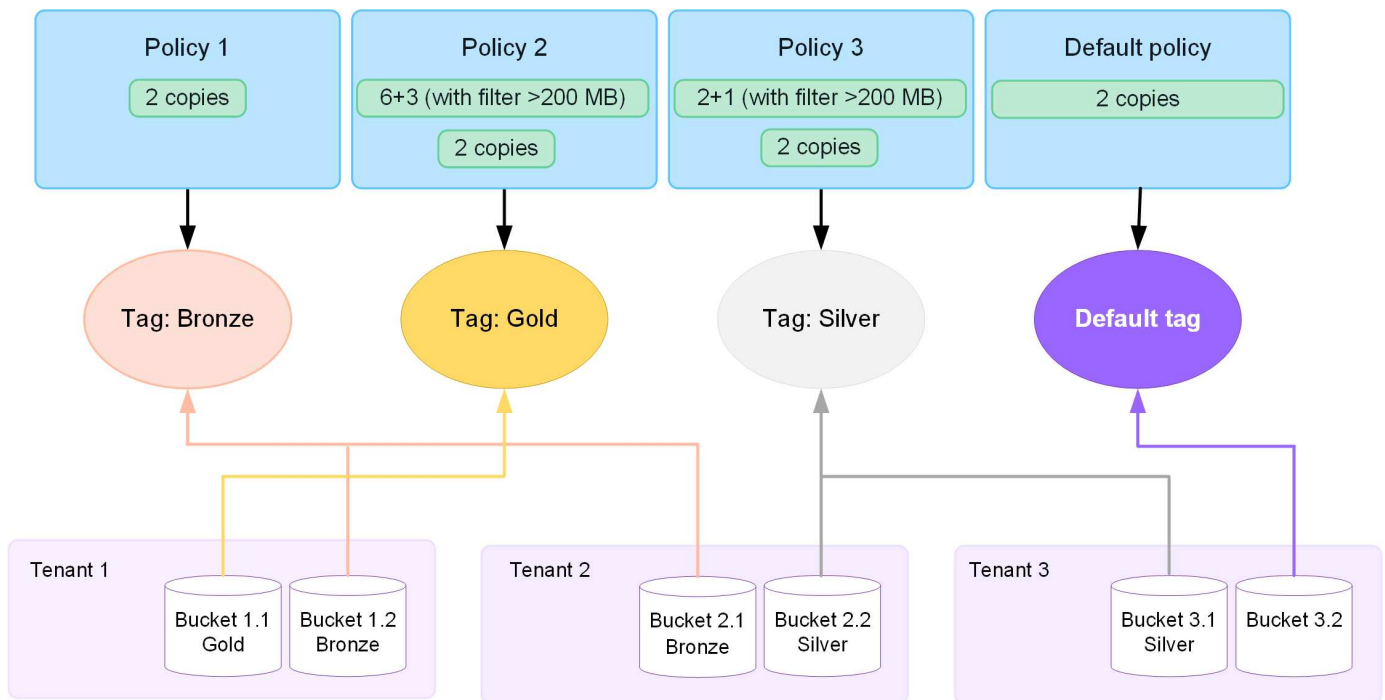 Policy 1
2 copies
Policy 2
6+3 (with filter >200 MB)
2 copies
Policy 3
2+1 (with filter >200 MB)
2 copies
Default policy
2 copies
Tag: Bronze
Tag: Gold
Tag: Silver
Default tag
Tenant 1
Bucket 1.1
Gold
Bucket 1.2
Bronze
Tenant 2
Bucket 2.1
Bronze
Bucket 2.2
Silver
Tenant 3
Bucket 3.1
Silver
Bucket 3.2